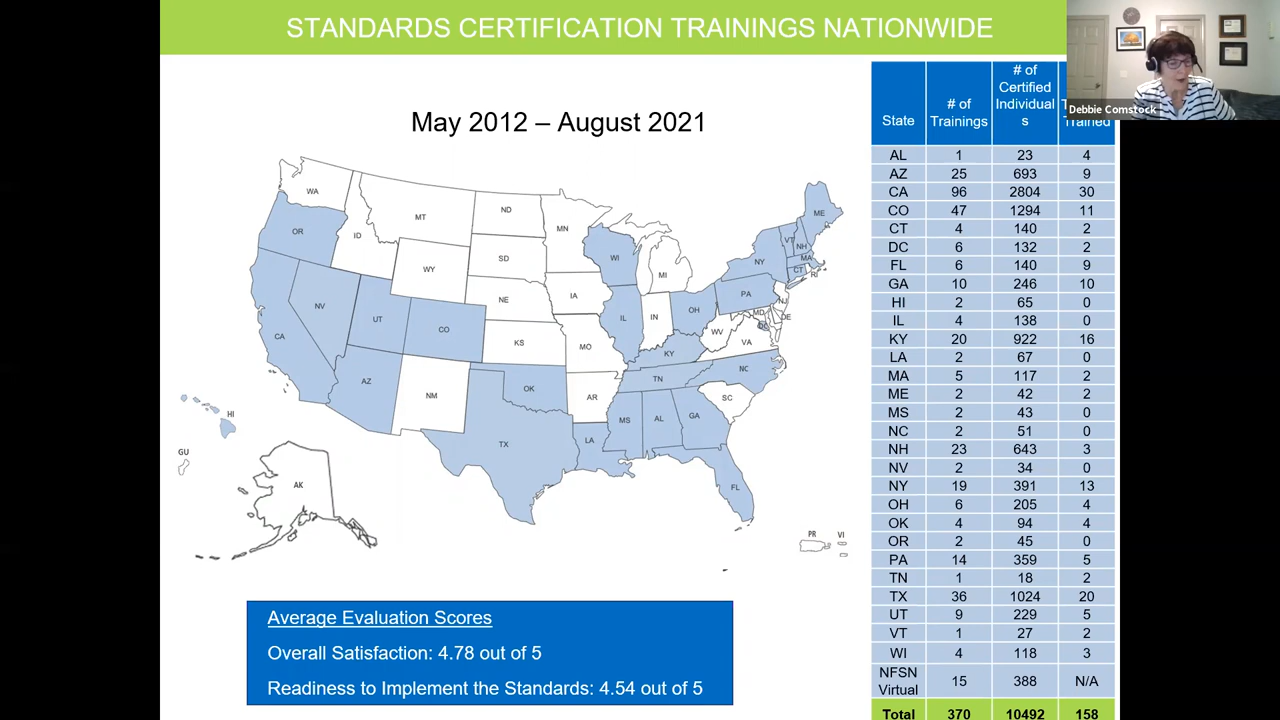 STANDARDS CERTIFICATION TRAININGS NATIONWIDE
Debbie Comstock
May 2012 – August 2021
WA
MT
ND
MN
ME
OR
ID
SD
WI
VT
NH
WY
MI
NY
MA
CT
RI
NE
IA
PA
NJ
NV
UT
CO
IL
IN
OH
MD
DE
DC
CA
KS
MO
WV
VA
KY
AZ
NM
OK
AR
TN
NC
SC
TX
LA
MS
AL
GA
FL
HI
GU
AK
PR
VI
Average Evaluation Scores
Overall Satisfaction: 4.78 out of 5
Readiness to Implement the Standards: 4.54 out of 5
State # of Trainings # of Certified Individuals Trained
AL 1 23 4
AZ 25 693 9
CA 96 2804 30
CO 47 1294 11
CT 4 140 2
DC 6 132 2
FL 6 140 9
GA 10 246 10
HI 2 65 0
IL 4 138 0
KY 20 922 16
LA 2 67 0
MA 5 117 2
ME 2 42 2
MS 2 43 0
NC 2 51 0
NH 23 643 3
NV 2 34 0
NY 19 391 13
OH 6 205 4
OK 4 94 4
OR 2 45 0
PA 14 359 5
TN 1 18 2
TX 36 1024 20
UT 9 229 5
VT 1 27 2
WI 4 118 3
NFSN Virtual 15 388 N/A
Total 370 10492 158